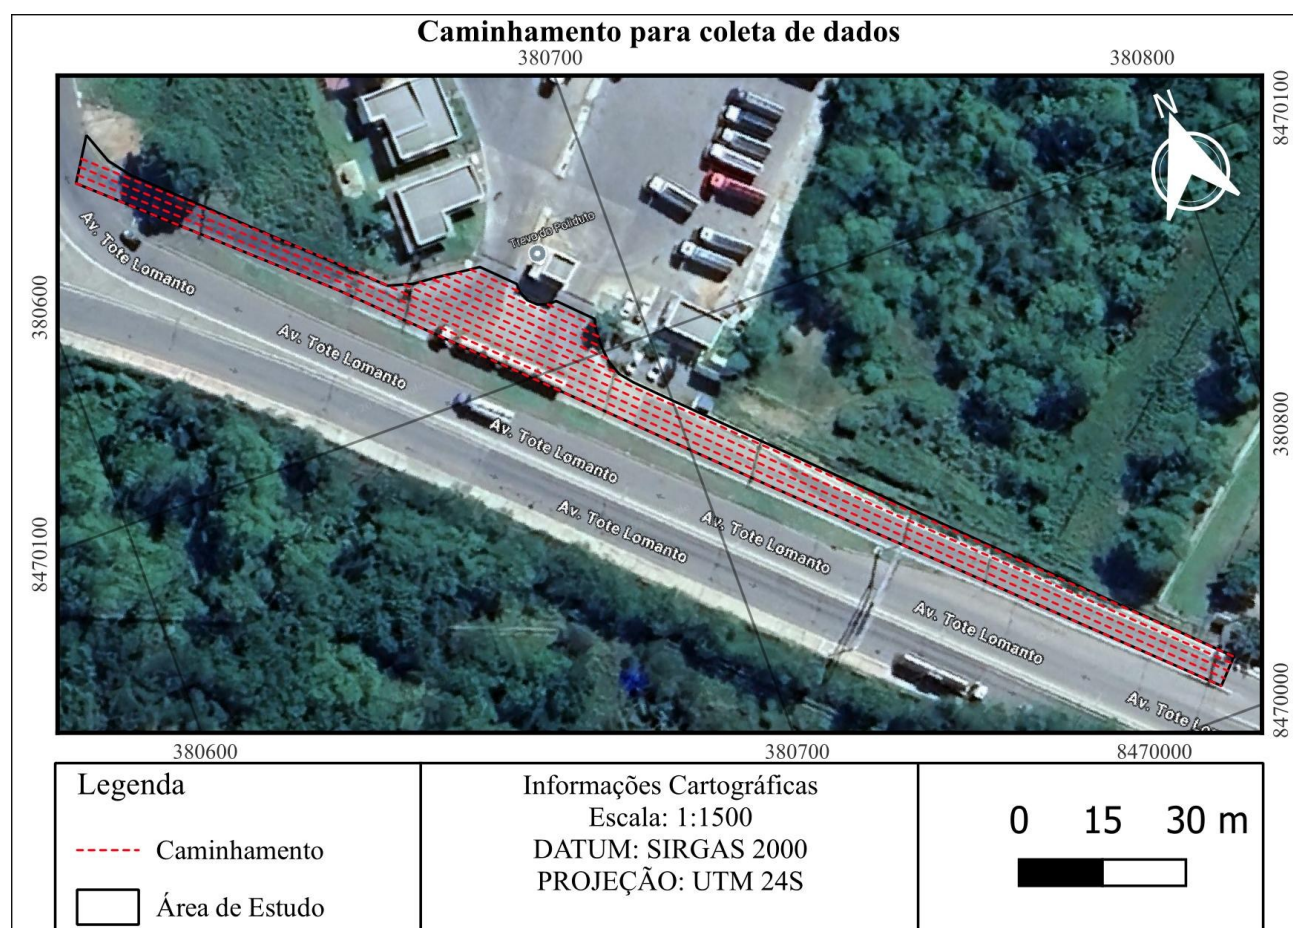 Caminhamento para coleta de dados
380700
380800
8470100
N
Trevo do Poliduto
Av. Tote Lomanto
380600
Av. Tote Lomanto
380800
Av. Tote Lomanto
Av. Tote Lomanto
Av. Tote Lomanto
8470100
Av. Tote Lomanto
Av. Tote Lo
8470000
380600
380700
8470000
Legenda
Caminhamento
Área de Estudo
Informações Cartográficas
Escala: 1:1500
DATUM: SIRGAS 2000
PROJEÇÃO: UTM 24S
0 15 30 m